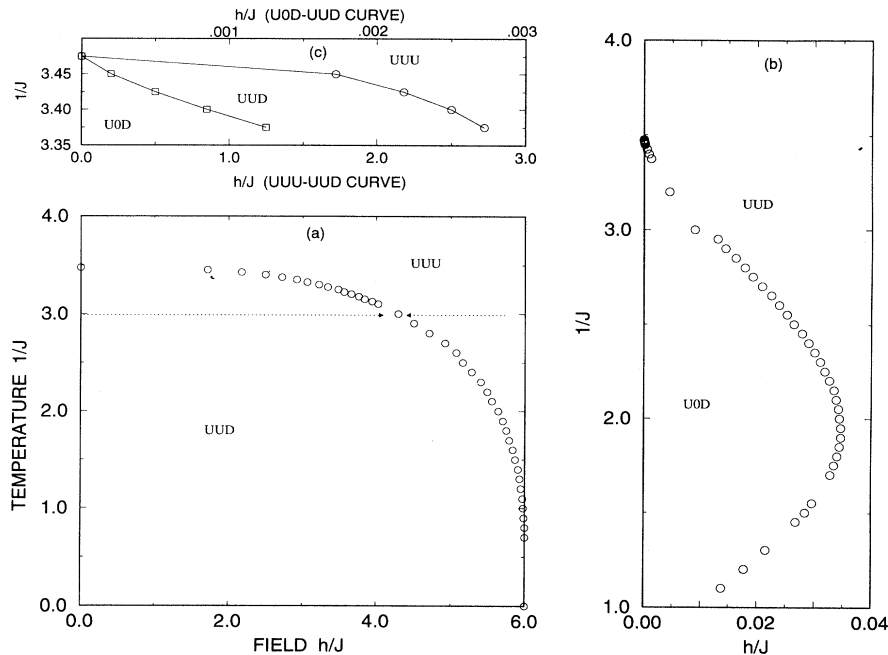 h/J (U0D-UUD CURVE)
.001 .002 .003
(c)
UUU
3.45
UUD
1/J
3.40
U0D
3.35
0.0 1.0 2.0 3.0
h/J (UUU-UUD CURVE)
4.0
(a)
UUU
3.0
TEMPERATURE 1/J
2.0
UUD
1.0
0.0
2.0 4.0 6.0
FIELD h/J
4.0
(b)
3.0
UUD
1/J
U0D
2.0
1.0
0.00 0.02 0.04
h/J